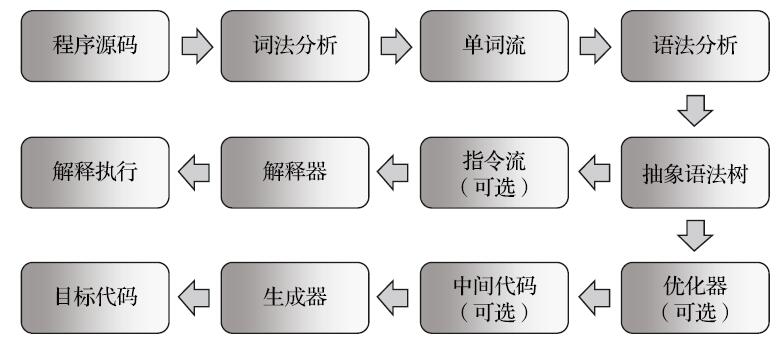 程序源码
词法分析
单词流
语法分析
解释执行
解释器
指令流
（可选）
抽象语法树
目标代码
生成器
中间代码
（可选）
优化器
（可选）